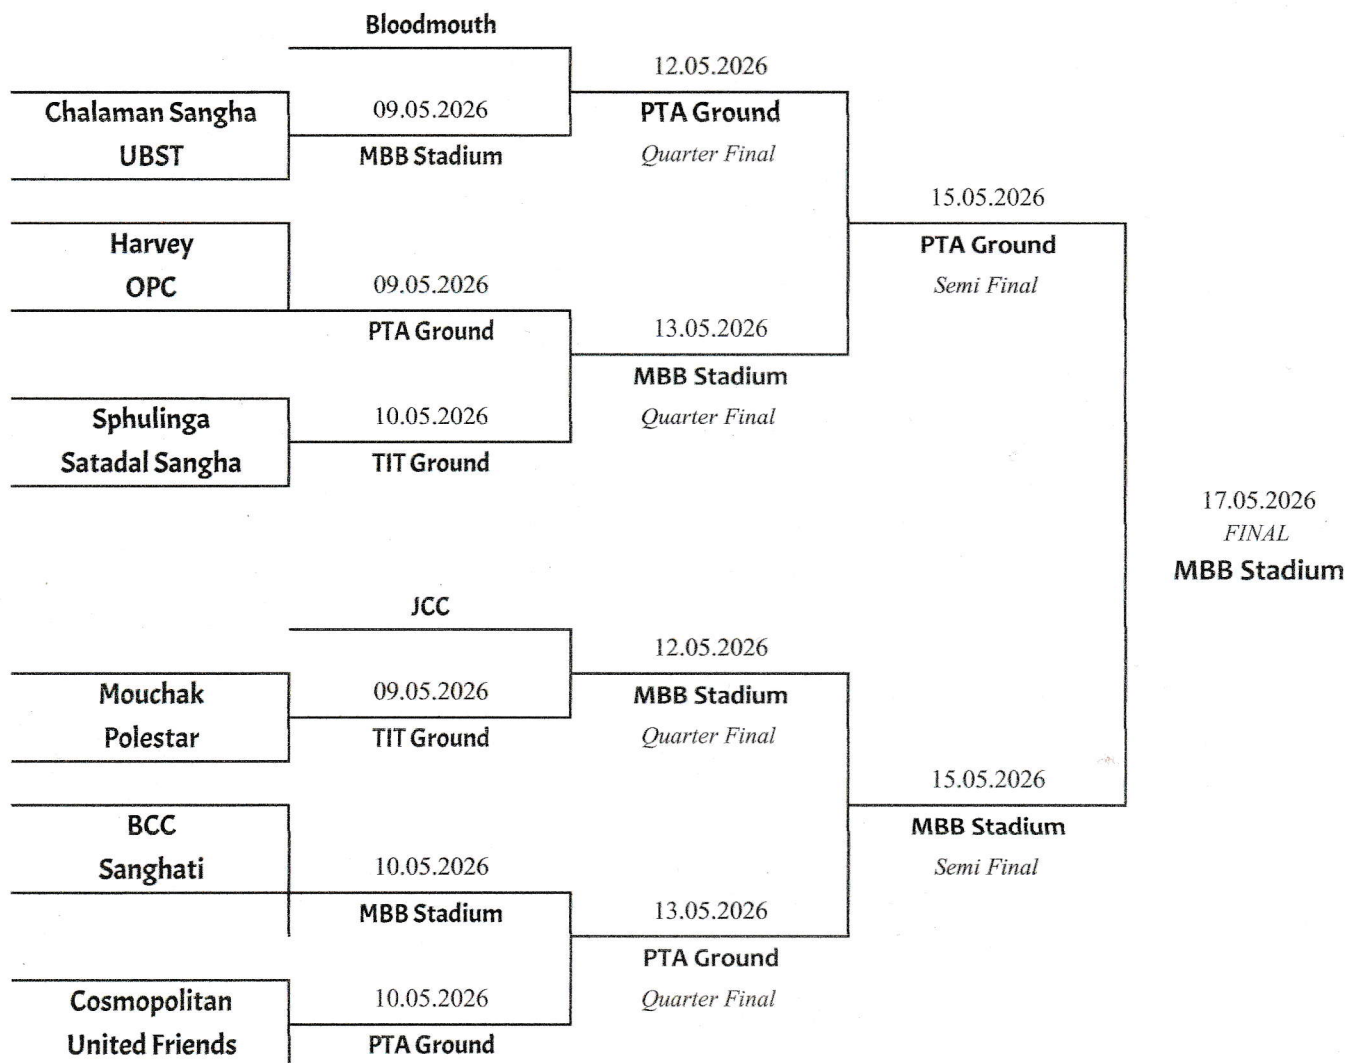 Bloodmouth
12.05.2026
Chalaman Sangha
09.05.2026
PTA Ground
UBST
MBB Stadium
Quarter Final
15.05.2026
Harvey
PTA Ground
OPC
09.05.2026
Semi Final
PTA Ground
13.05.2026
MBB Stadium
Sphulinga
10.05.2026
Quarter Final
Satadal Sangha
TIT Ground
17.05.2026
FINAL
MBB Stadium
JCC
12.05.2026
Mouchak
09.05.2026
MBB Stadium
Polestar
TIT Ground
Quarter Final
15.05.2026
BCC
MBB Stadium
Sanghati
10.05.2026
Semi Final
MBB Stadium
13.05.2026
PTA Ground
Cosmopolitan
10.05.2026
Quarter Final
United Friends
PTA Ground